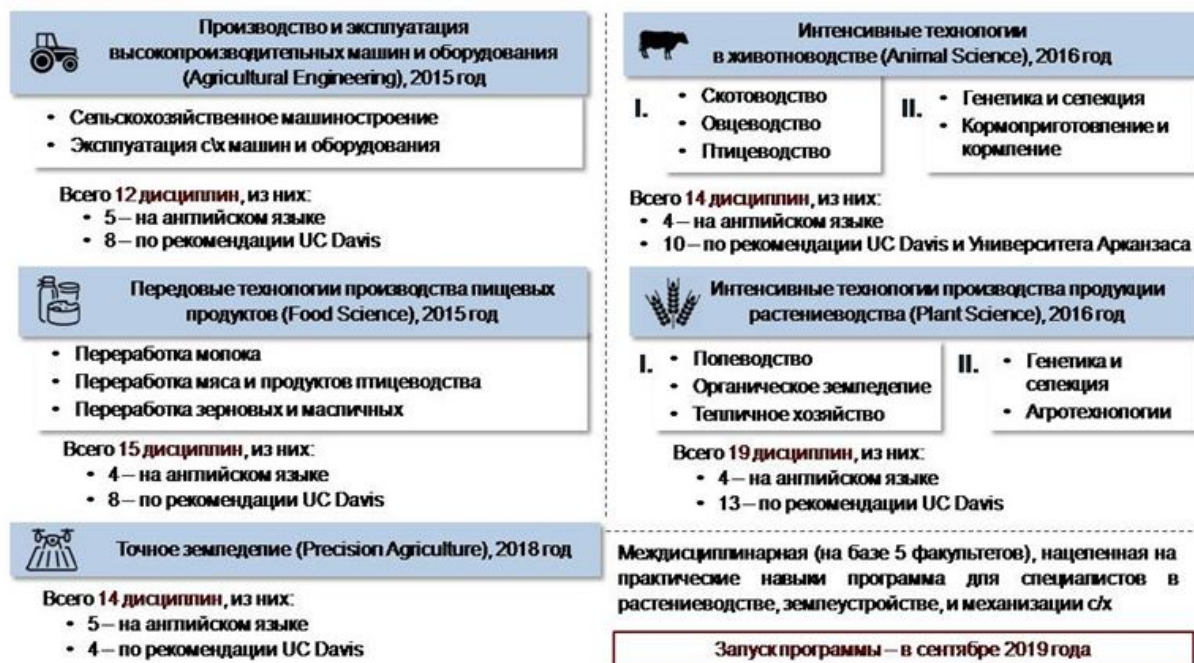 Производство и эксплуатация
высокопроизводительных машин и оборудования
(Agricultural Engineering), 2015 год
• Сельскохозяйственное машиностроение
• Эксплуатация с\х машин и оборудования
Всего 12 дисциплин, из них:
• 5 – на английском языке
• 8 – по рекомендации UC Davis
Интенсивные технологии
в животноводстве (Animal Science), 2016 год
I.
• Скотоводство
• Овцеводство
• Птицеводство
II.
• Генетика и селекция
• Кормоприготовление и
кормление
Всего 14 дисциплин, из них:
• 4 – на английском языке
• 10 – по рекомендации UC Davis и Университета Арканзаса
Передовые технологии производства пищевых
продуктов (Food Science), 2015 год
• Переработка молока
• Переработка мяса и продуктов птицеводства
• Переработка зерновых и масличных
Всего 15 дисциплин, из них:
• 4 – на английском языке
• 8 – по рекомендации UC Davis
Интенсивные технологии производства продукции
растениеводства (Plant Science), 2016 год
I.
• Полеводство
• Органическое земледелие
• Тепличное хозяйство
II.
• Генетика и
селекция
• Агротехнологии
Всего 19 дисциплин, из них:
• 4 – на английском языке
• 13 – по рекомендации UC Davis
Точное земледелие (Precision Agriculture), 2018 год
Всего 14 дисциплин, из них:
• 5 – на английском языке
• 4 – по рекомендации UC Davis
Междисциплинарная (на базе 5 факультетов), нацеленная на
практические навыки программа для специалистов в
растениеводстве, землеустройстве, и механизации с/х
Запуск программы – в сентябре 2019 года